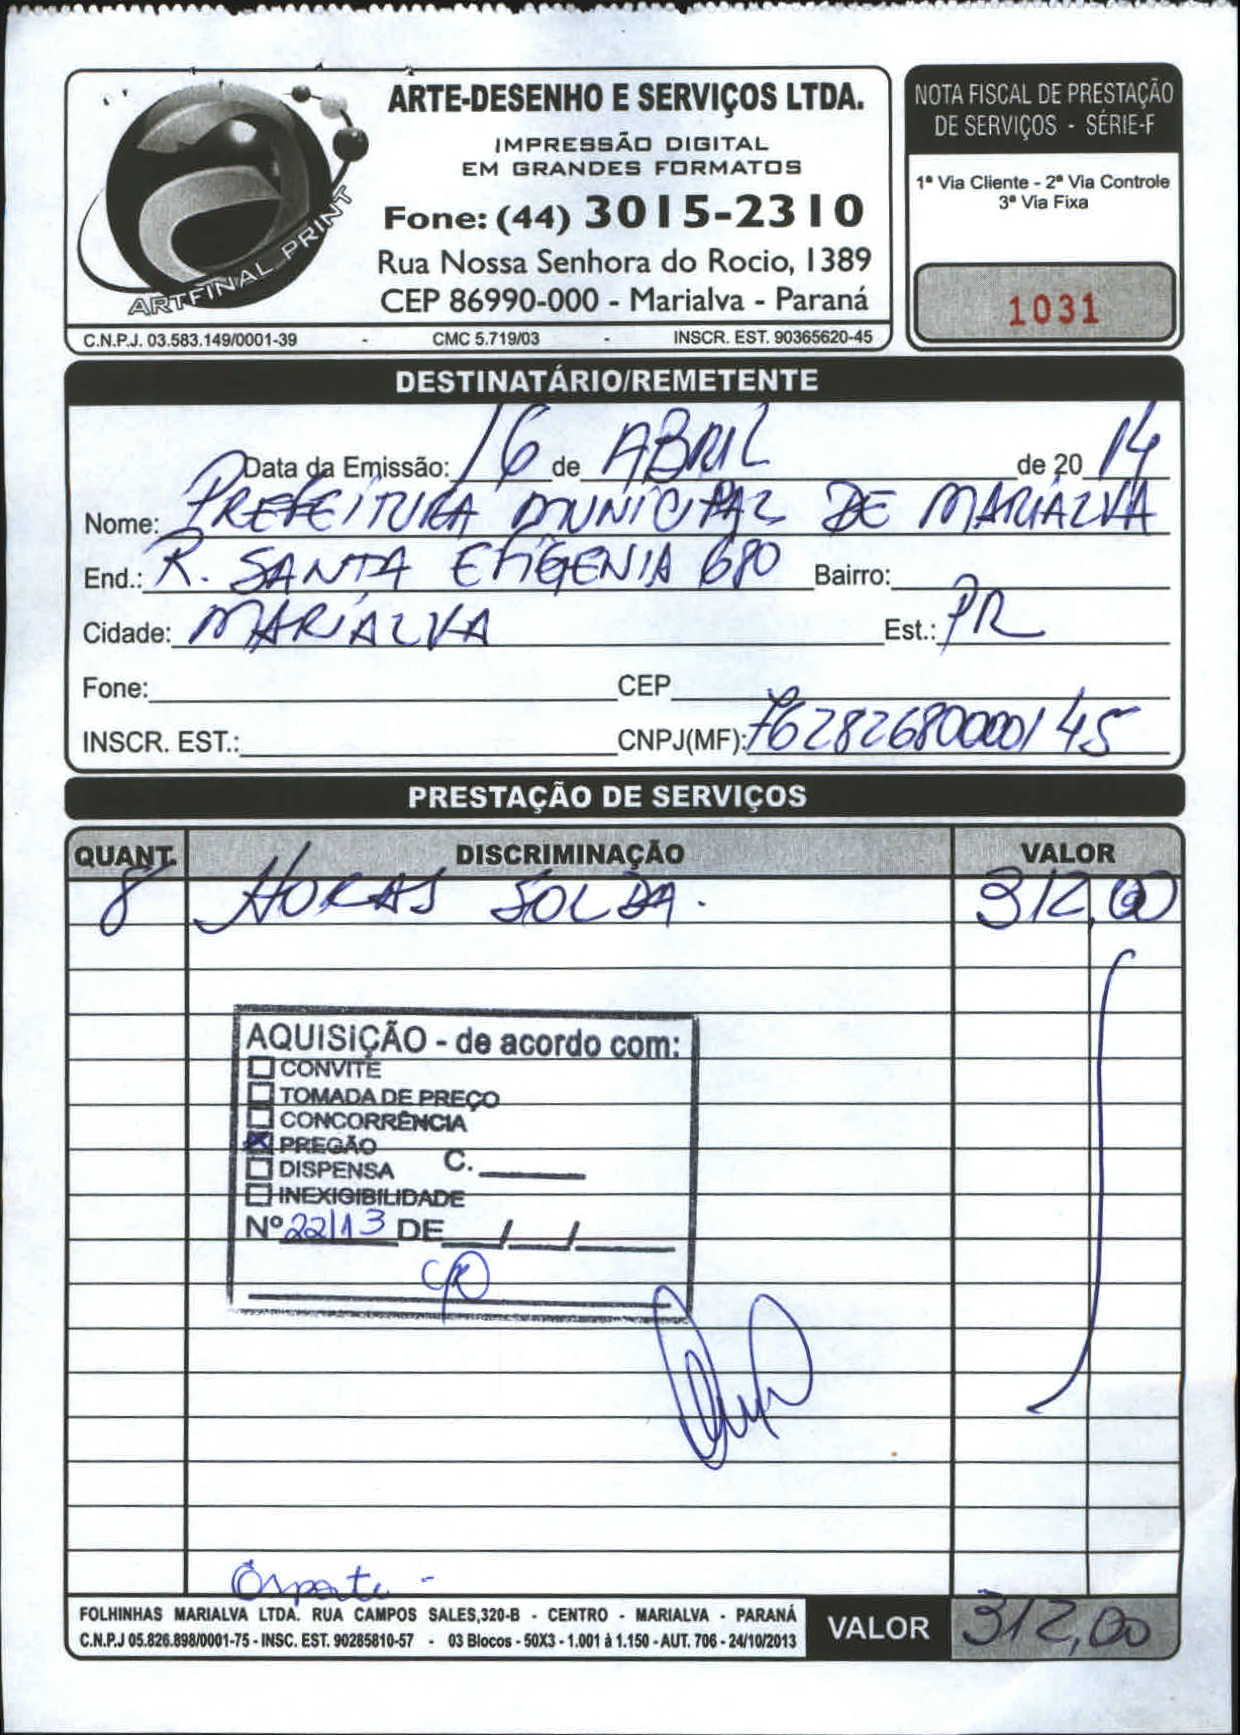 ARTFINAL PRINT
ARTE-DESENHO E SERVIÇOS LTDA.
IMPRESSÃO DIGITAL
EM GRANDES FORMATOS
Fone: (44) 3015-2310
Rua Nossa Senhora do Rocio, 1389
CEP 86990-000 - Marialva - Paraná
C.N.P.J. 03.583.149/0001-39 - CMC 5.719/03 - INSCR. EST. 90365620-45
NOTA FISCAL DE PRESTAÇÃO
DE SERVIÇOS - SÉRIE-F
1ª Via Cliente - 2ª Via Controle
3ª Via Fixa
1031
DESTINATÁRIO/REMETENTE
Data da Emissão: 16 de ABRIL de 20 14
Nome: PREFEITURA MUNICIPAL DE MARIALVA
End.: R. SANTA EFIGENIA 680 Bairro:
Cidade: MARIALVA Est.: PR
Fone: CEP
INSCR. EST.: CNPJ(MF): 76282680000145
PRESTAÇÃO DE SERVIÇOS
QUANT. DISCRIMINAÇÃO VALOR
8 HORAS SOLDA. 312,00
AQUISIÇÃO - de acordo com:
CONVITE
TOMADA DE PREÇO
CONCORRÊNCIA
PREGÃO
DISPENSA C.
INEXIGIBILIDADE
Nº 22/13 DE / /
FOLHINHAS MARIALVA LTDA. RUA CAMPOS SALES,320-B - CENTRO - MARIALVA - PARANÁ
C.N.P.J 05.826.898/0001-75 - INSC. EST. 90285810-57 - 03 Blocos - 50X3 - 1.001 à 1.150 - AUT. 706 - 24/10/2013
VALOR 312,00